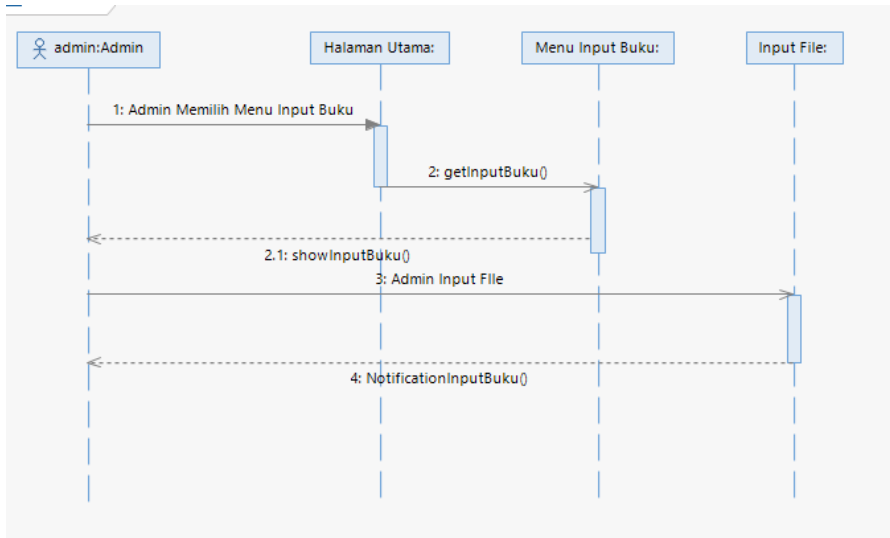 admin:Admin
Halaman Utama:
Menu Input Buku:
Input File:
1: Admin Memilih Menu Input Buku
2: getInputBuku()
2.1: showInputBuku()
3: Admin Input FIle
4: NotificationInputBuku()